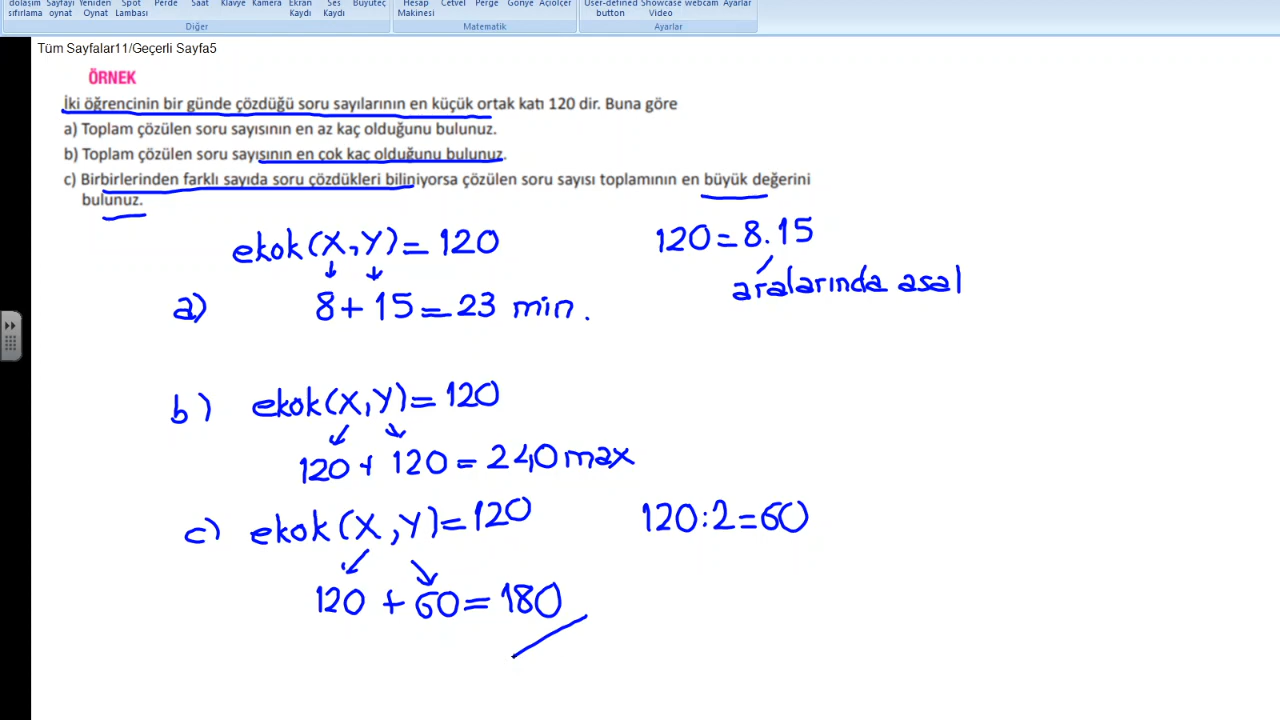 dolaşım Sayfayı Yeniden Spot Perde Saat Klavye Kamera Ekran Ses Büyüteç Hesap Cetvel Perge Gönye Açıölçer User-defined Showcase webcam Ayarlar
sıfırlama oynat Oynat Lambası Kaydı Kaydı Makinesi button Video
Diğer Matematik Ayarlar
Tüm Sayfalar11/Geçerli Sayfa5
ÖRNEK
İki öğrencinin bir günde çözdüğü soru sayılarının en küçük ortak katı 120 dir. Buna göre
a) Toplam çözülen soru sayısının en az kaç olduğunu bulunuz.
b) Toplam çözülen soru sayısının en çok kaç olduğunu bulunuz.
c) Birbirlerinden farklı sayıda soru çözdükleri biliniyorsa çözülen soru sayısı toplamının en büyük değerini
bulunuz.
ekok(X,Y)=120 120=8.15
aralarında asal
a) 8+15=23 min.
b) ekok(X,Y)=120
120+120=240 max
c) ekok(X,Y)=120 120:2=60
120+60=180